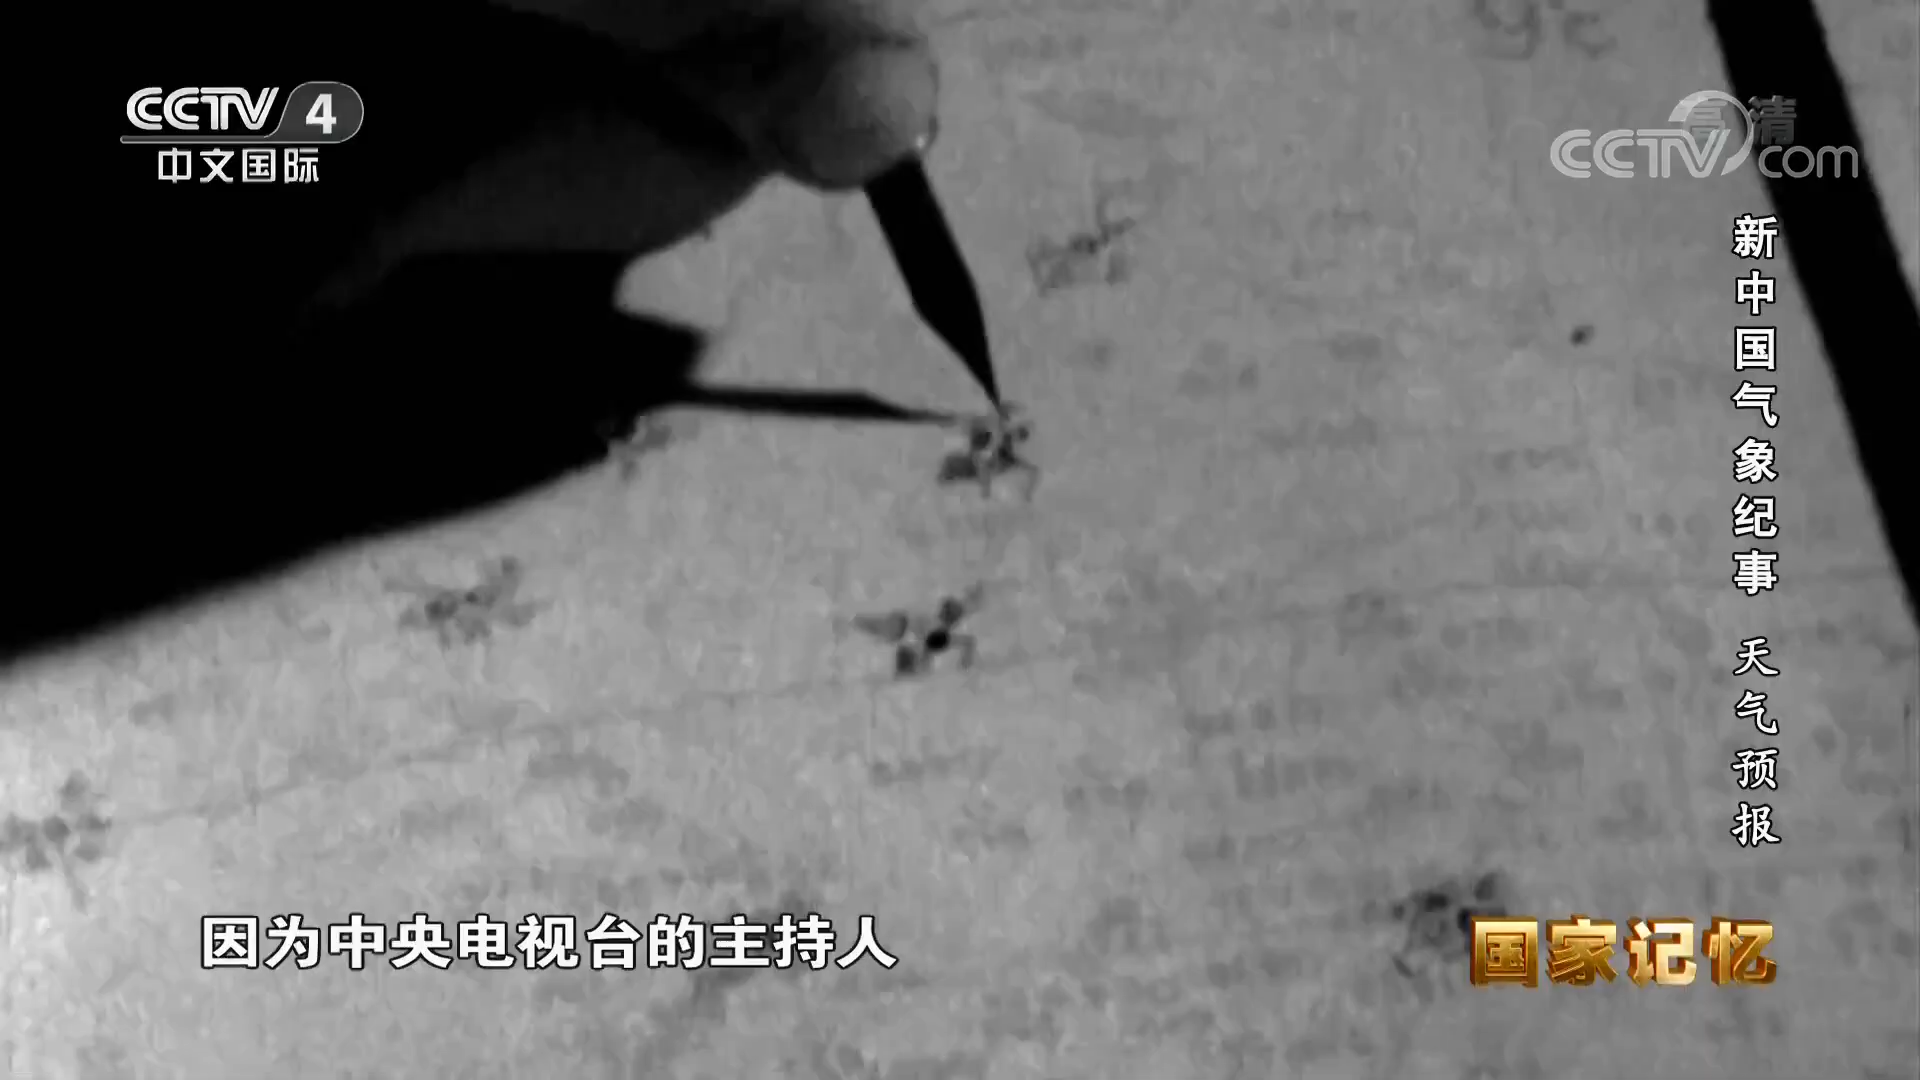 CCTV 4
中文国际
高清
CCTV com
新中国气象纪事 天气预报
因为中央电视台的主持人
国家记忆